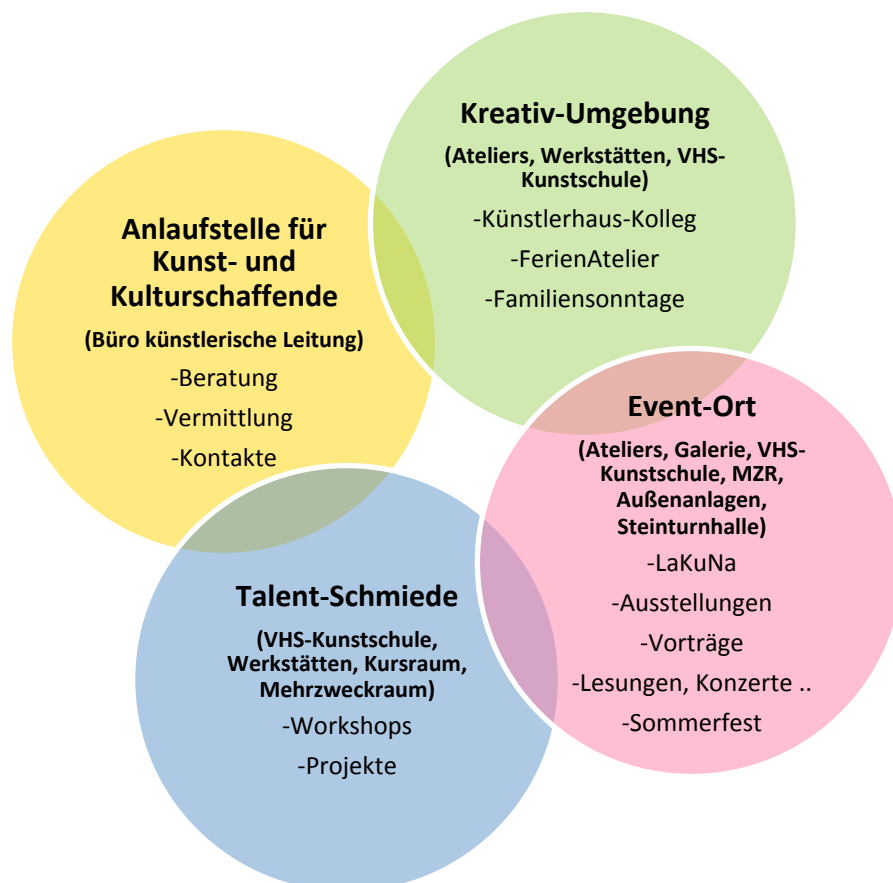 Kreativ-Umgebung
(Ateliers, Werkstätten, VHS-
Kunstschule)
-Künstlerhaus-Kolleg
-FerienAtelier
-Familiensonntage
Anlaufstelle für
Kunst- und
Kulturschaffende
(Büro künstlerische Leitung)
-Beratung
-Vermittlung
-Kontakte
Event-Ort
(Ateliers, Galerie, VHS-
Kunstschule, MZR,
Außenanlagen,
Steinturnhalle)
-LaKuNa
-Ausstellungen
-Vorträge
-Lesungen, Konzerte ..
-Sommerfest
Talent-Schmiede
(VHS-Kunstschule,
Werkstätten, Kursraum,
Mehrzweckraum)
-Workshops
-Projekte